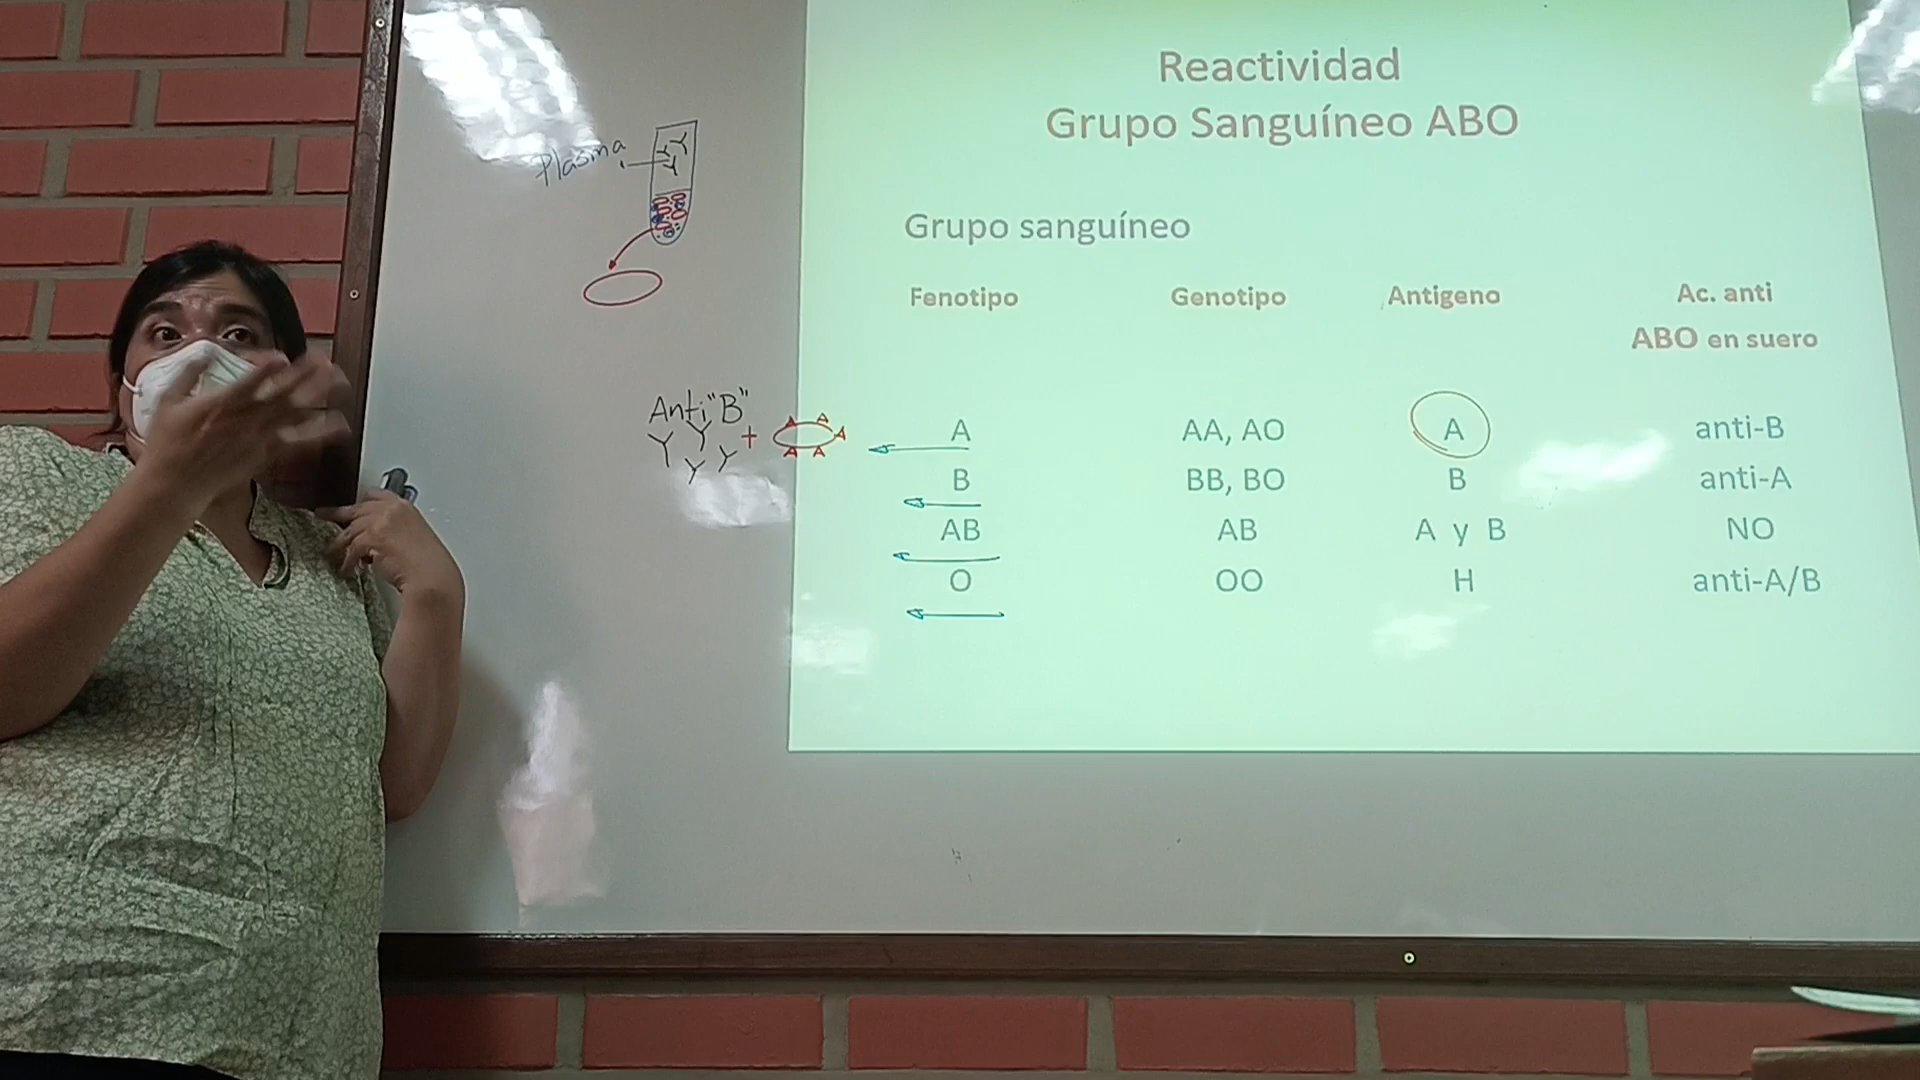 Reactividad
Grupo Sanguíneo ABO
Plasma
Grupo sanguíneo
Fenotipo Genotipo Antigeno Ac. anti
ABO en suero
Anti "B"
+ A A A A A
A AA, AO A anti-B
B BB, BO B anti-A
AB AB A y B NO
O OO H anti-A/B